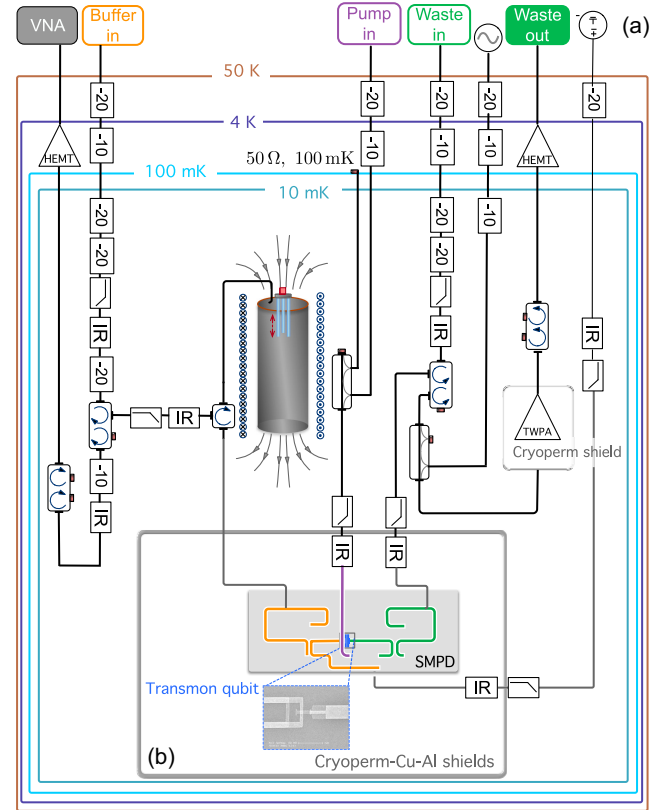 VNA
Buffer
in
Pump
in
Waste
in
Waste
out
(a)
50 K
-20
-20
-20
-20
-20
4 K
HEMT
-10
-10
-10
HEMT
50 Ω, 100 mK
100 mK
10 mK
-20
-20
-20
-20
IR
IR
IR
-20
IR
TWPA
Cryoperm shield
-10
IR
IR
IR
SMPD
Transmon qubit
IR
(b)
Cryoperm-Cu-Al shields